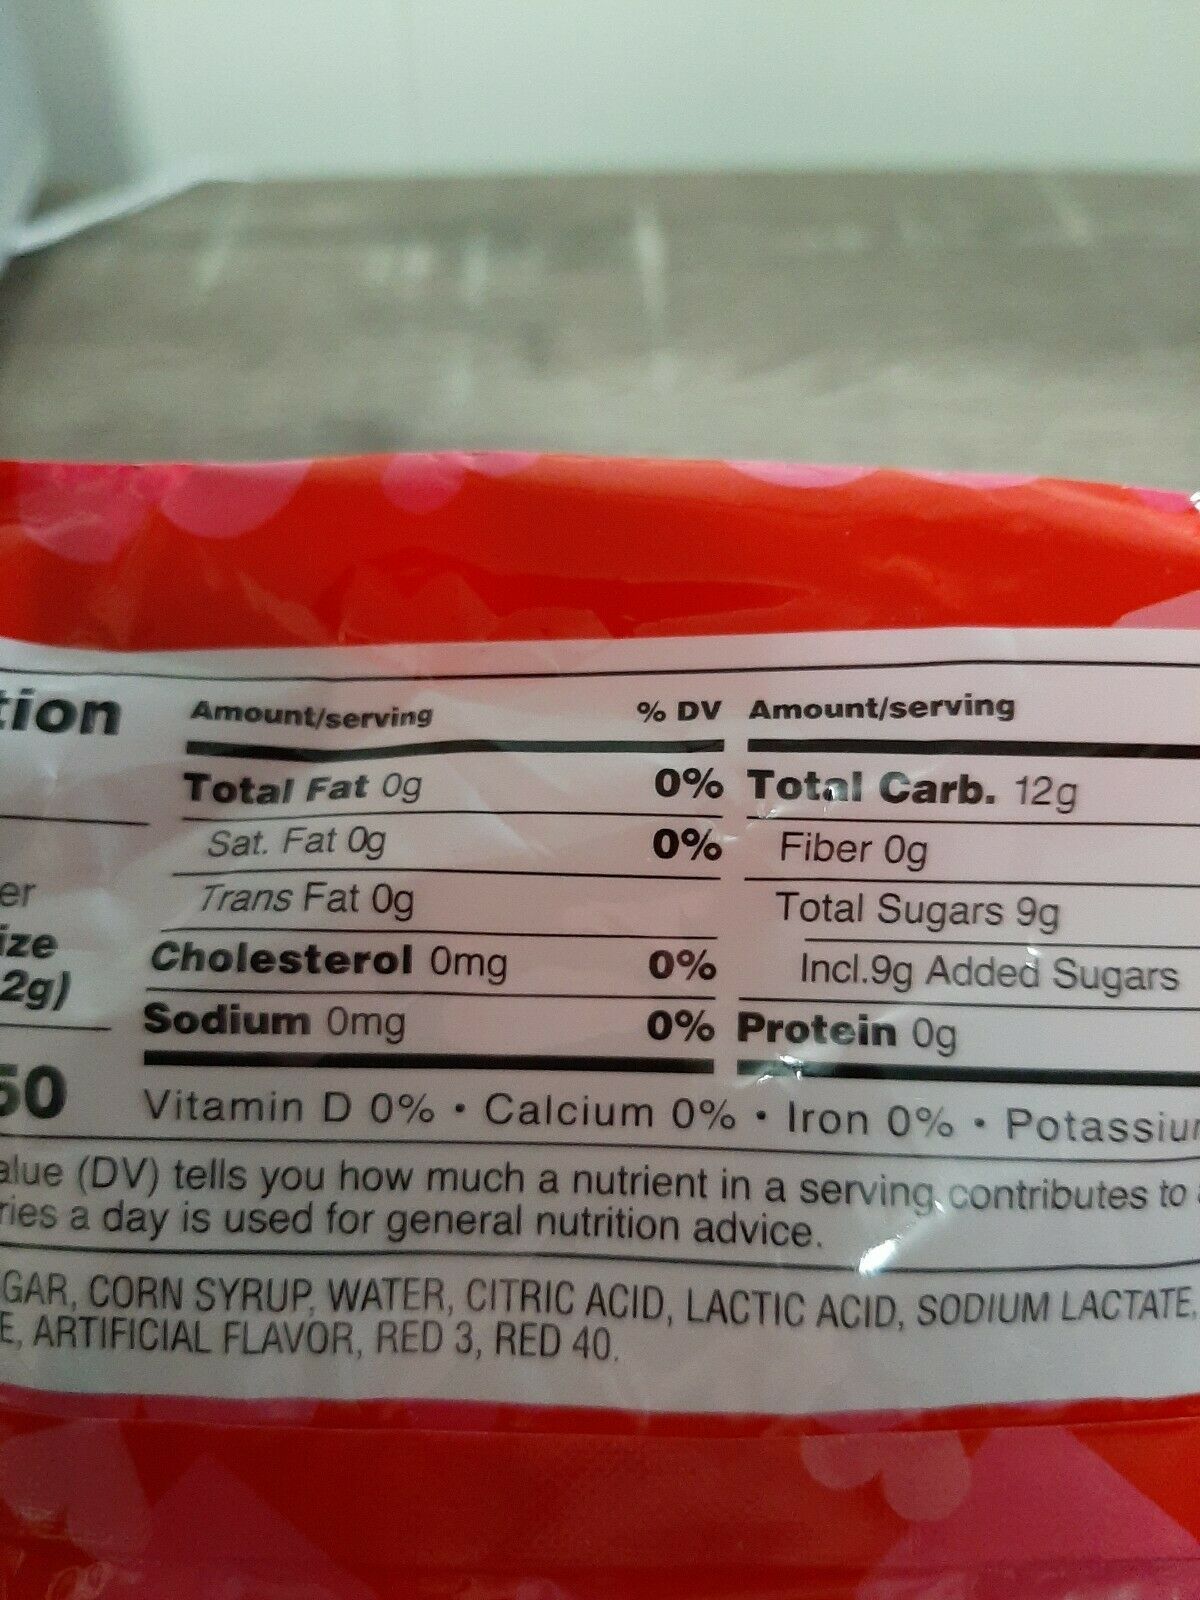 tion
Amount/serving % DV Amount/serving
Total Fat 0g 0% Total Carb. 12g
Sat. Fat 0g 0% Fiber 0g
er Trans Fat 0g Total Sugars 9g
ize Cholesterol 0mg 0% Incl.9g Added Sugars
2g) Sodium 0mg 0% Protein 0g
50 Vitamin D 0% • Calcium 0% • Iron 0% • Potassiu
alue (DV) tells you how much a nutrient in a serving contributes to
ries a day is used for general nutrition advice.
GAR, CORN SYRUP, WATER, CITRIC ACID, LACTIC ACID, SODIUM LACTATE,
E, ARTIFICIAL FLAVOR, RED 3, RED 40.